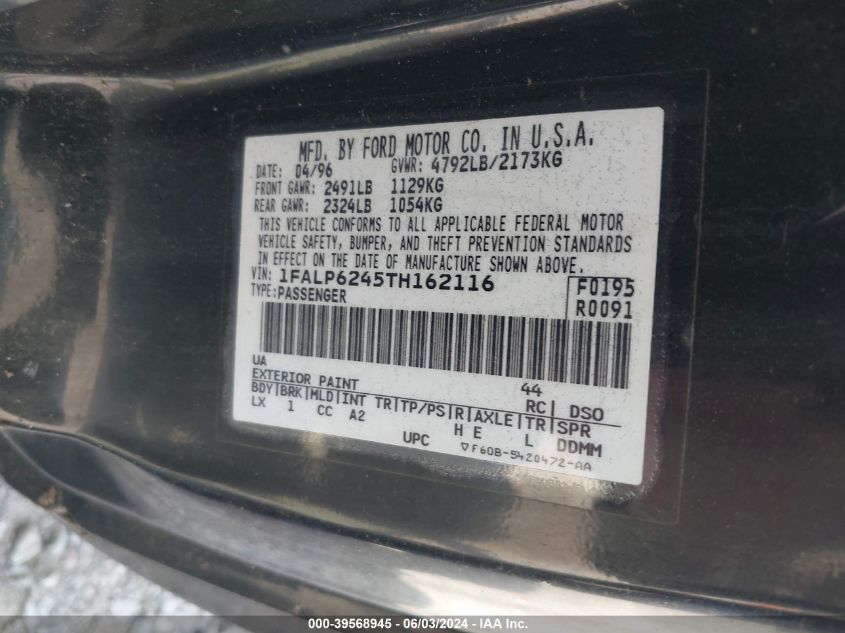 MFD. BY FORD MOTOR CO. IN U.S.A.
DATE: 04/96 GVWR: 4792LB/2173KG
FRONT GAWR: 2491LB 1129KG
REAR GAWR: 2324LB 1054KG
THIS VEHICLE CONFORMS TO ALL APPLICABLE FEDERAL MOTOR
VEHICLE SAFETY, BUMPER, AND THEFT PREVENTION STANDARDS
IN EFFECT ON THE DATE OF MANUFACTURE SHOWN ABOVE.
VIN: 1FALP6245TH162116 F0195
TYPE: PASSENGER R0091
UA 44
EXTERIOR PAINT RC DSO
BDY BRK MLD INT TR TP/PS R AXLE TR SPR
LX 1 CC A2 H E L DDMM
UPC ▽F60B-5420472-AA
000-39568945 - 06/03/2024 - IAAI.com